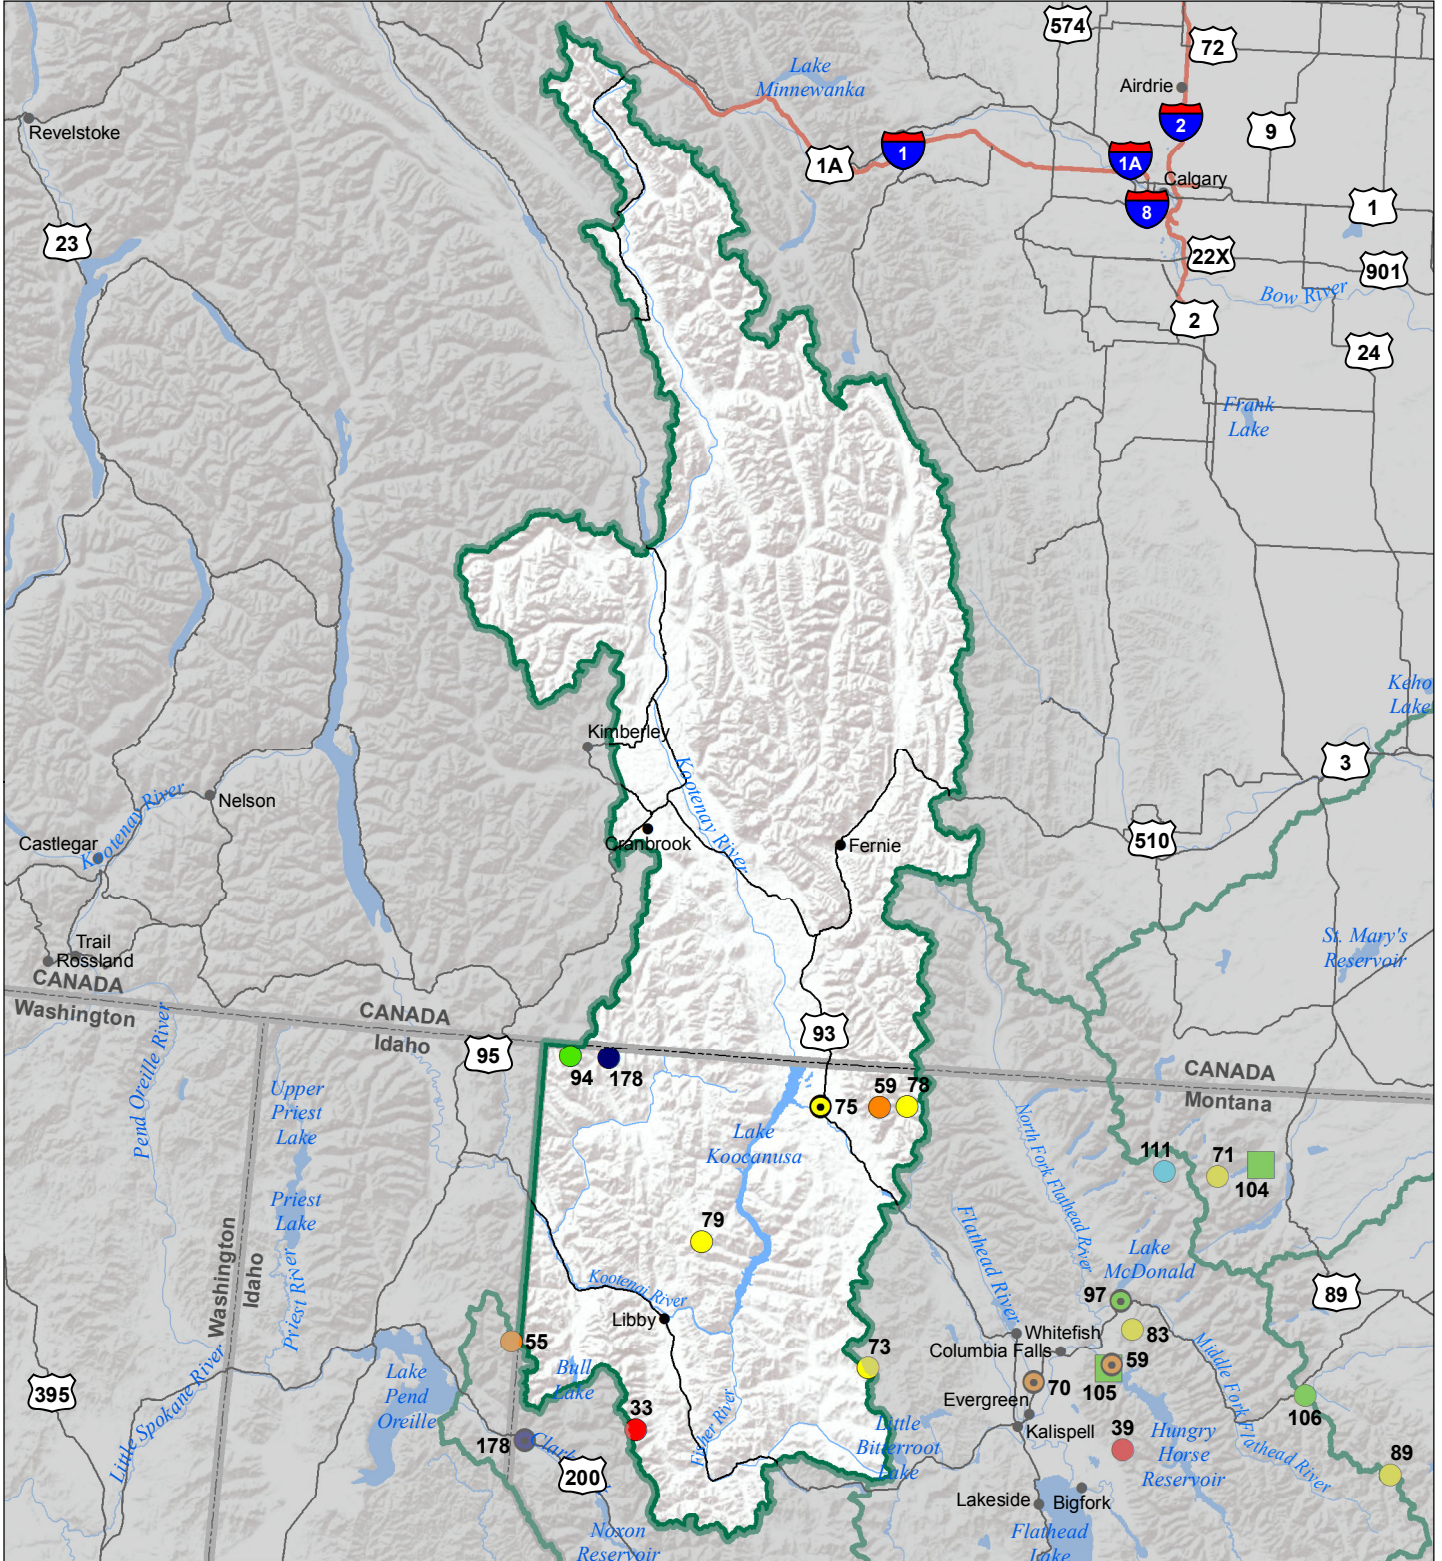 574
72
Lake
Minnewanka
Airdrie
Revelstoke
2
9
1
1A
1A
Calgary
8
1
23
22X
901
Bow River
2
24
Frank
Lake
Keho
Lake
Kimberley
3
Kootenay River
Nelson
Kootenay River
Castlegar
Cranbrook
Fernie
510
Trail
Rossland
St. Mary's
Reservoir
CANADA
Washington
CANADA
Idaho
95
93
94
178
59
78
75
CANADA
Montana
Pend Oreille River
Upper
Priest
Lake
Lake
Koocanusa
North Fork Flathead River
111
71
104
Priest
Lake
79
Flathead River
Lake
McDonald
Washington
Idaho
Priest River
Kootenai River
97
89
Libby
83
Whitefish
Columbia Falls
55
73
59
105
Middle Fork Flathead River
395
Lake
Pend
Oreille
Bull
Lake
70
Evergreen
106
Little Spokane River
33
Fisher River
Little
Bitterroot
Lake
Kalispell
39
Hungry
Horse
Reservoir
178
Clark
200
89
Lakeside
Bigfork
Noxon
Reservoir
Flathead
Lake